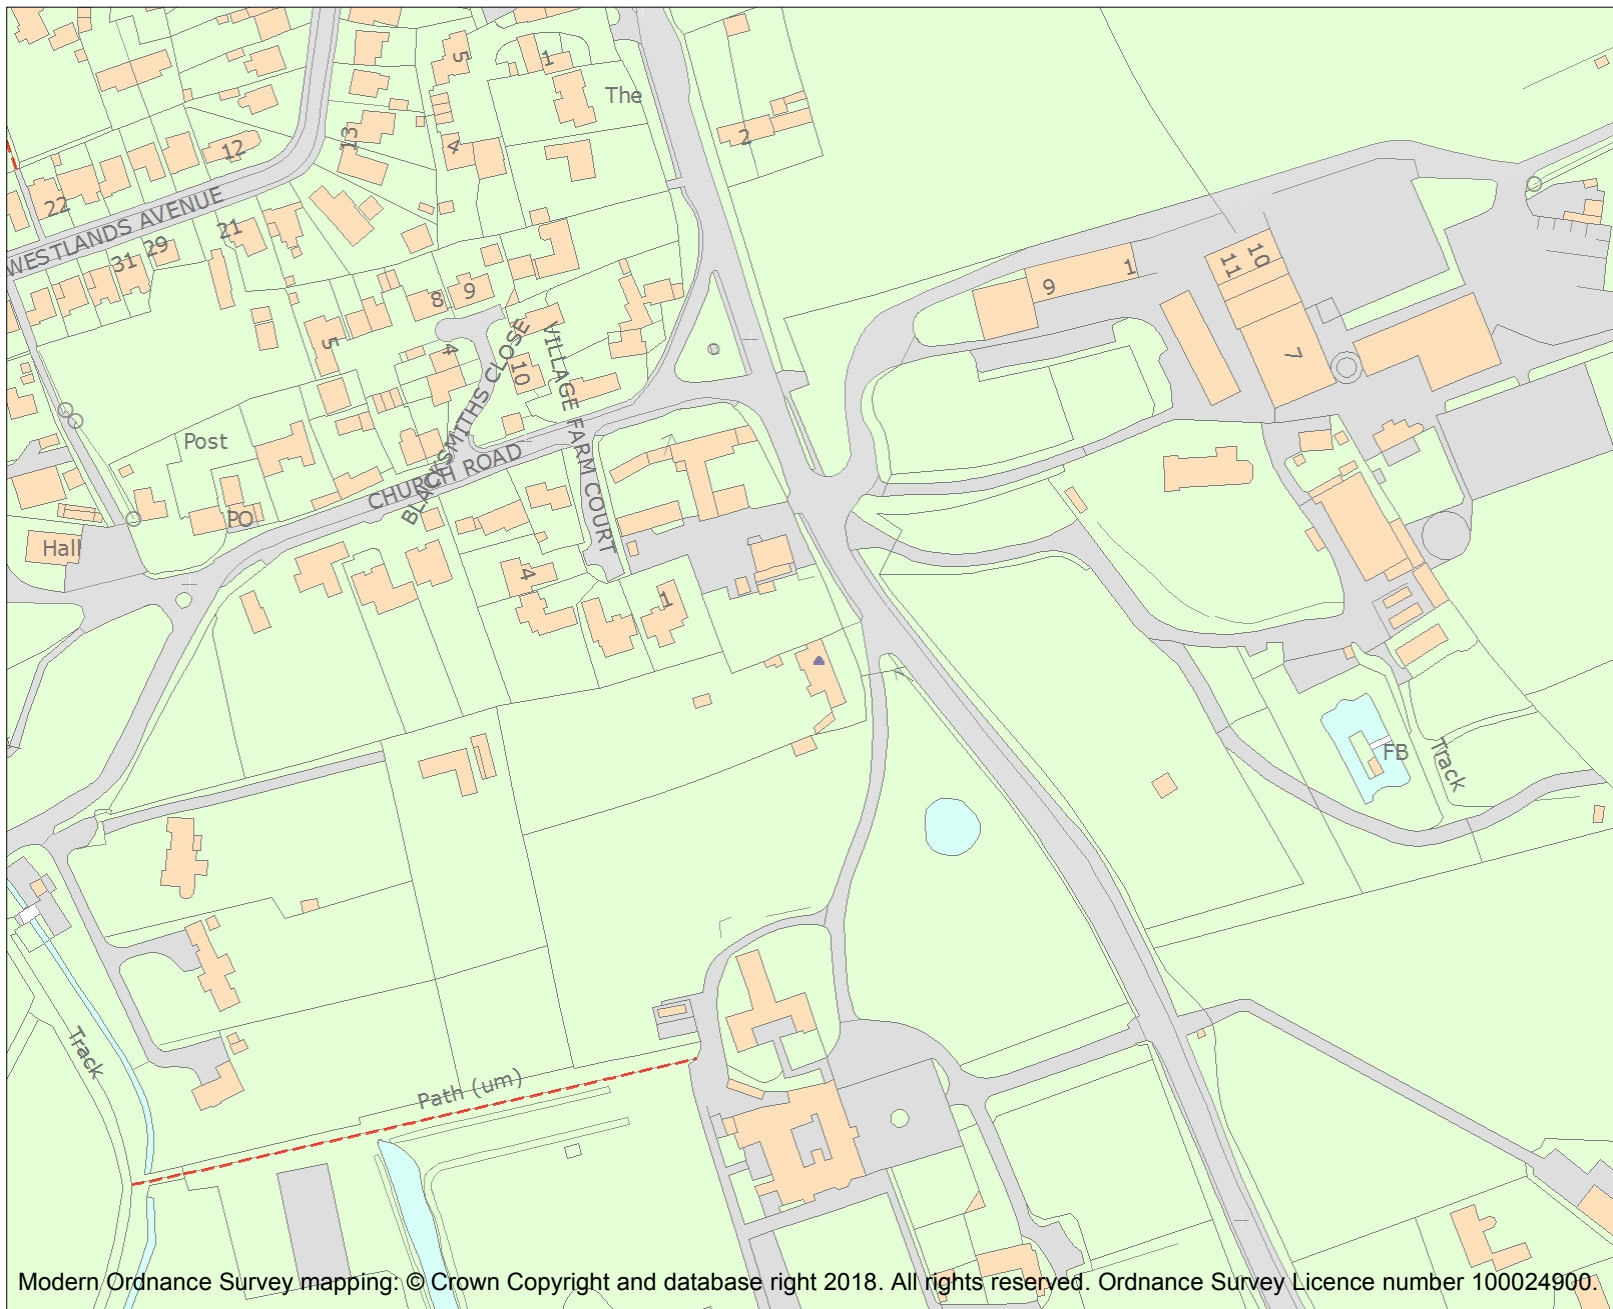 5
1
The
13
12
4
2
22
WESTLANDS AVENUE
21
29
31
10
11
1
9
8
9
5
4
10
7
BLACKSMITHS CLOSE
VILLAGE FARM COURT
Post
CHURCH ROAD
PO
Hall
4
1
FB
Track
Track
Path (um)
Modern Ordnance Survey mapping: © Crown Copyright and database right 2018. All rights reserved. Ordnance Survey Licence number 100024900.